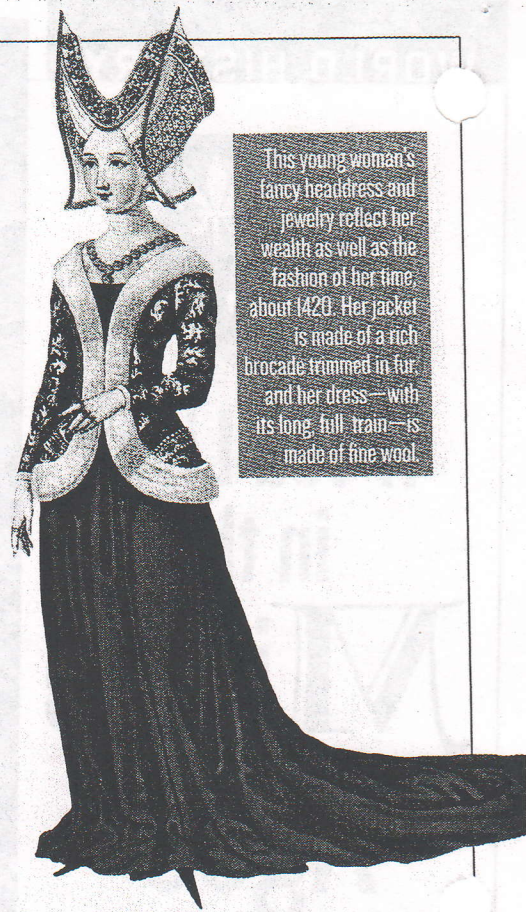 This young woman's
fancy headdress and
jewelry reflect her
wealth as well as the
fashion of her time,
about 1420. Her jacket
is made of a rich
brocade trimmed in fur,
and her dress—with
its long, full train—is
made of fine wool.